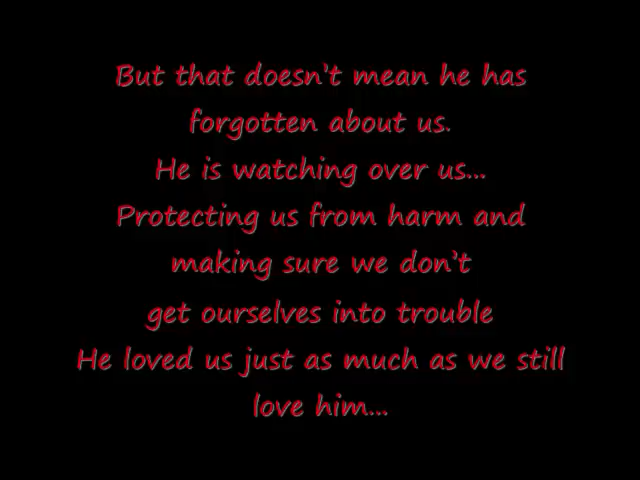 But that doesn't mean he has
forgotten about us.
He is watching over us...
Protecting us from harm and
making sure we don't
get ourselves into trouble
He loved us just as much as we still
love him...